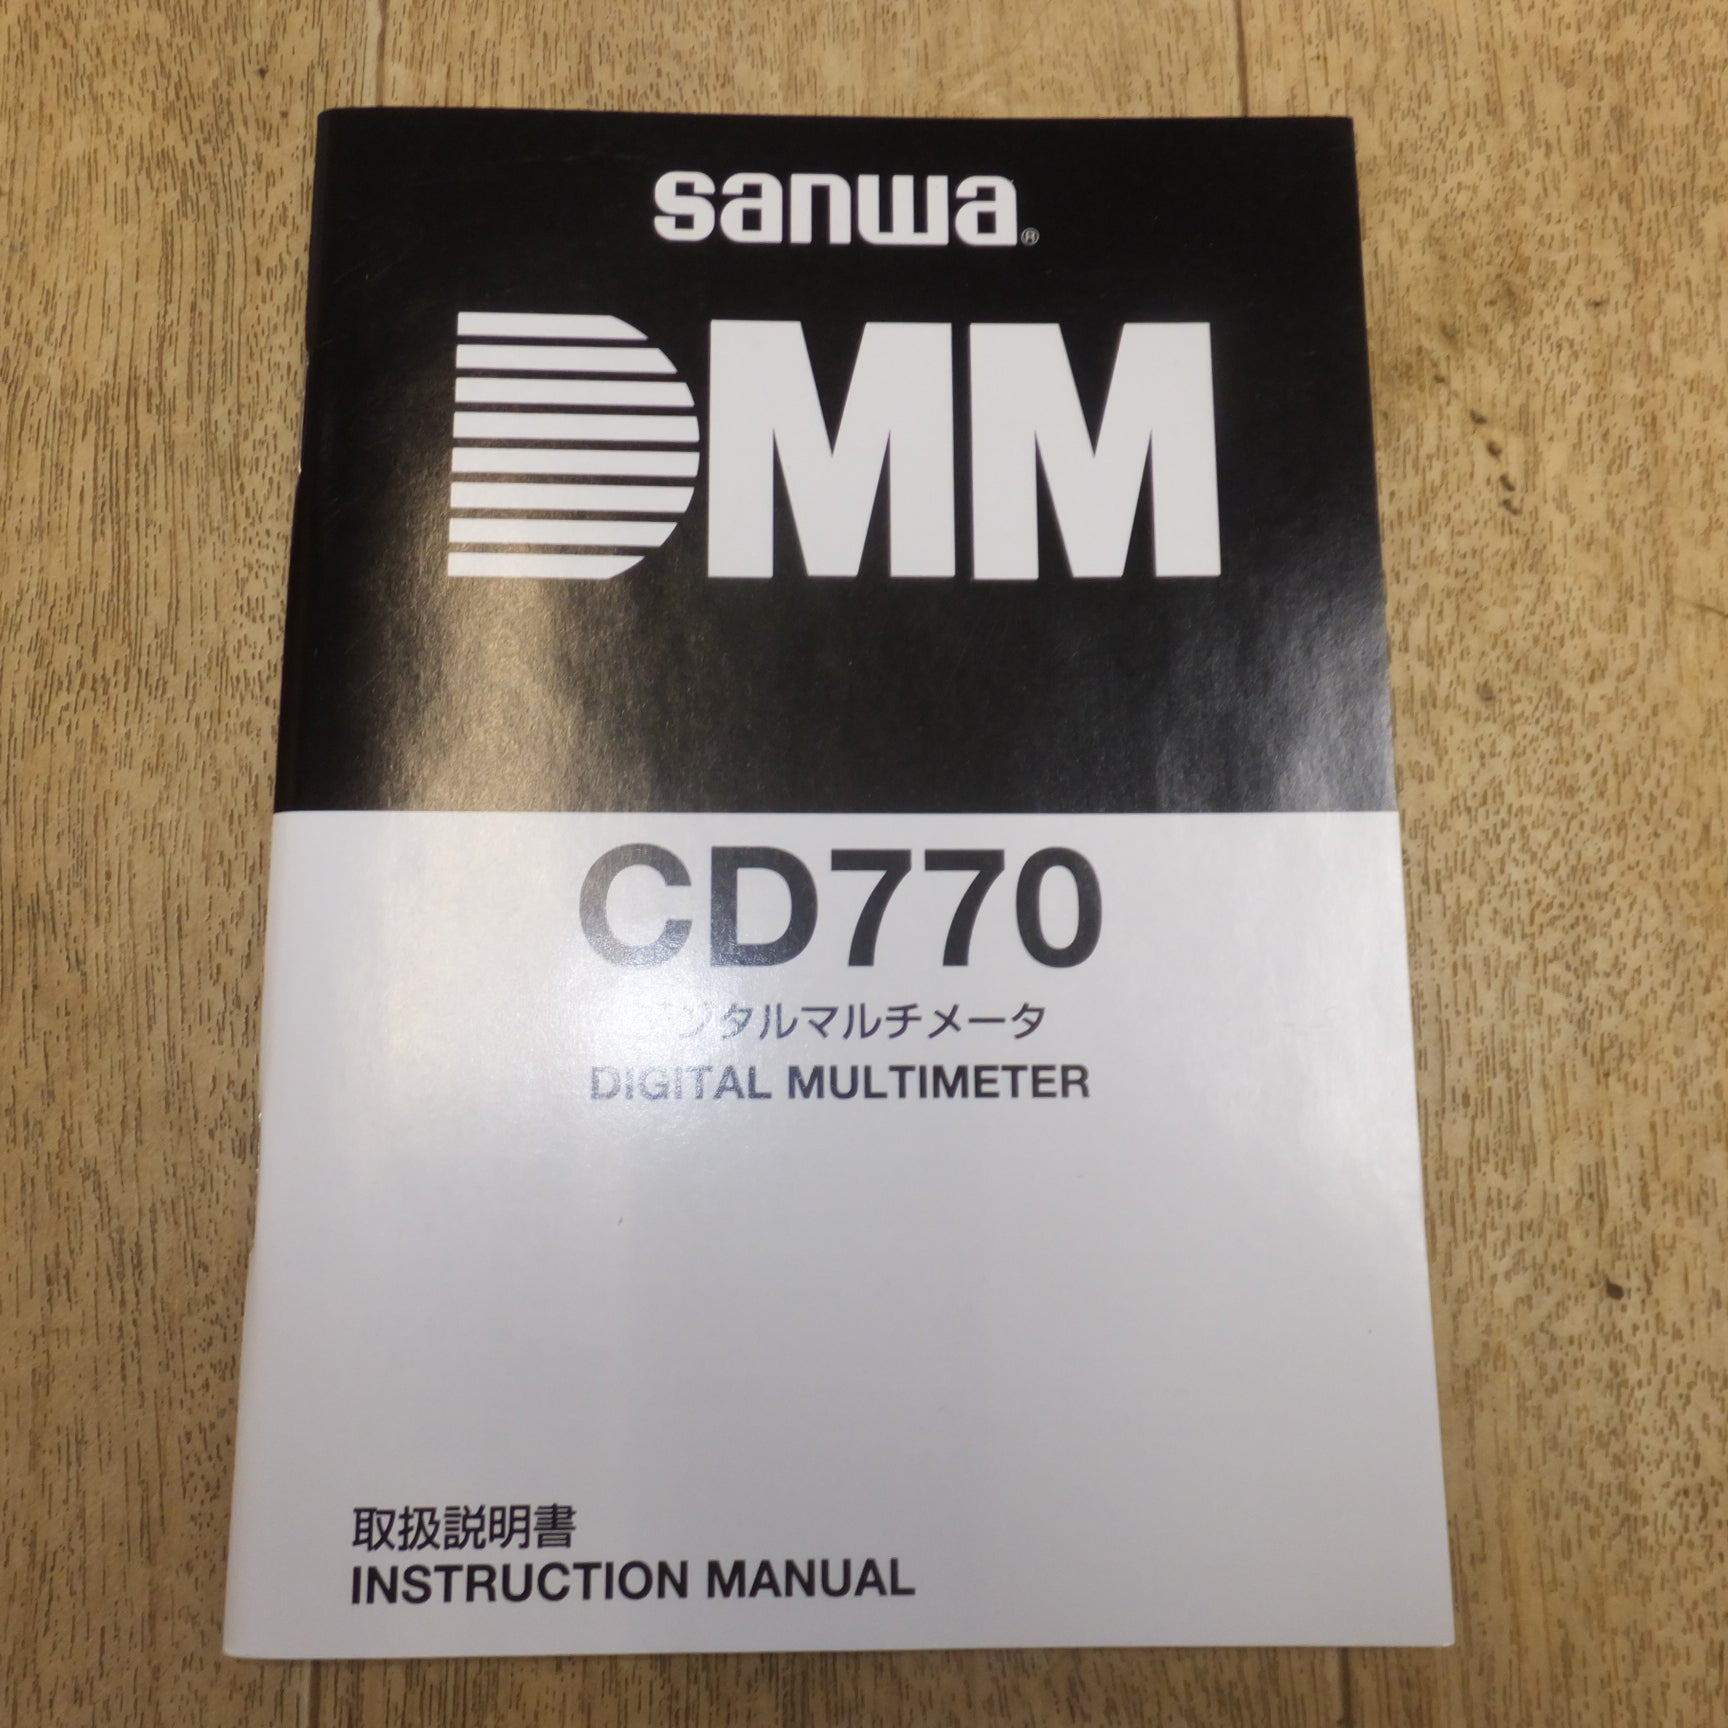 sanwa®
DMM
CD770
デジタルマルチメータ
DIGITAL MULTIMETER
取扱説明書
INSTRUCTION MANUAL